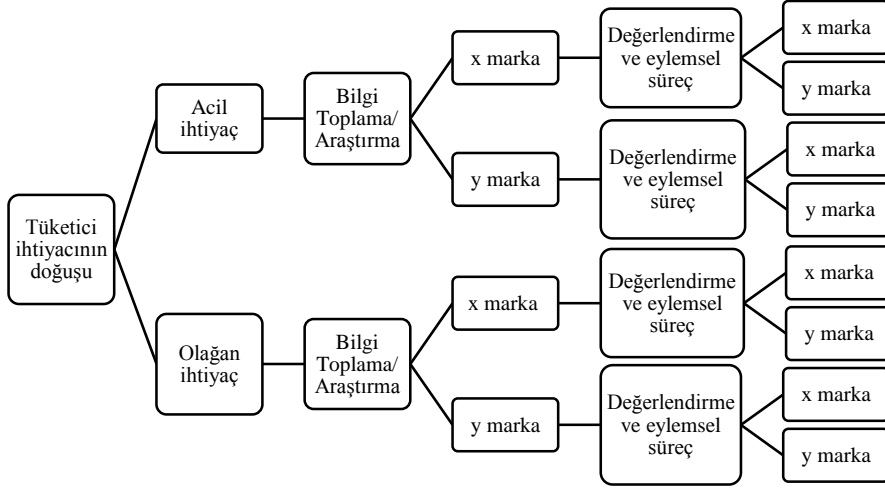 Tüketici
ihtiyacının
doğuşu
Acil
ihtiyaç
Bilgi
Toplama/
Araştırma
x marka
Değerlendirme
ve eylemsel
süreç
x marka
y marka
y marka
Değerlendirme
ve eylemsel
süreç
x marka
y marka
Olağan
ihtiyaç
Bilgi
Toplama/
Araştırma
x marka
Değerlendirme
ve eylemsel
süreç
x marka
y marka
y marka
Değerlendirme
ve eylemsel
süreç
x marka
y marka